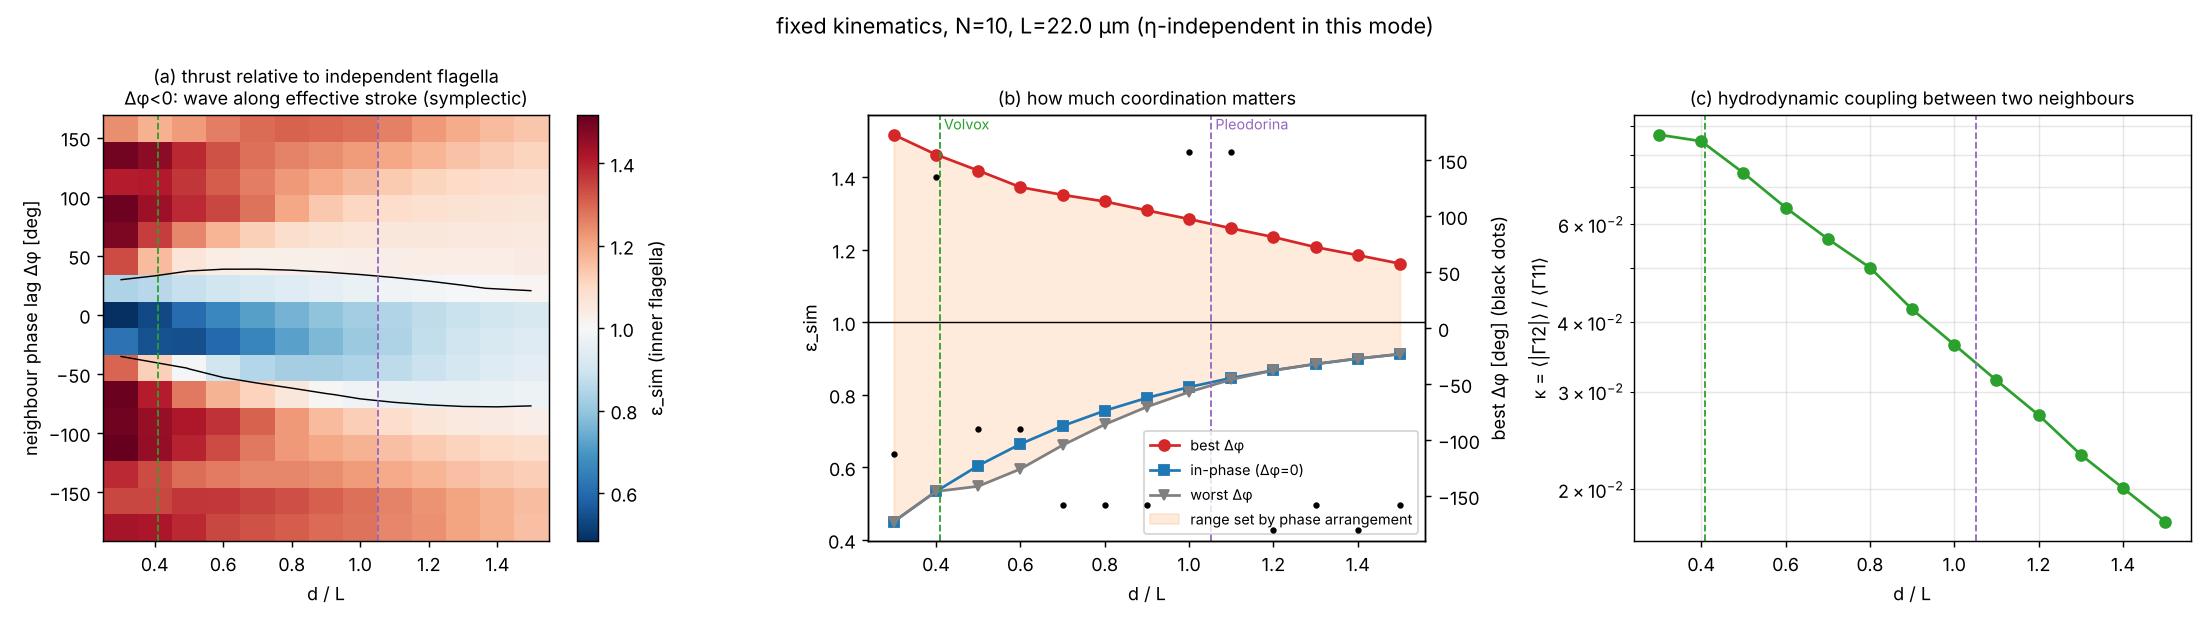 fixed kinematics, N=10, L=22.0 µm (η-independent in this mode)
(a) thrust relative to independent flagella
Δφ<0: wave along effective stroke (symplectic)
neighbour phase lag Δφ [deg]
150
100
50
0
−50
−100
−150
0.4 0.6 0.8 1.0 1.2 1.4
d / L
1.4
1.2
1.0
0.8
0.6
ε_sim (inner flagella)
(b) how much coordination matters
Volvox
Pleodorina
ε_sim
1.4
1.2
1.0
0.8
0.6
0.4
0.4 0.6 0.8 1.0 1.2 1.4
d / L
150
100
50
0
−50
−100
−150
best Δφ [deg] (black dots)
best Δφ
in-phase (Δφ=0)
worst Δφ
range set by phase arrangement
(c) hydrodynamic coupling between two neighbours
κ = ⟨|Γ12|⟩ / ⟨Γ11⟩
6 × 10⁻²
4 × 10⁻²
3 × 10⁻²
2 × 10⁻²
0.4 0.6 0.8 1.0 1.2 1.4
d / L